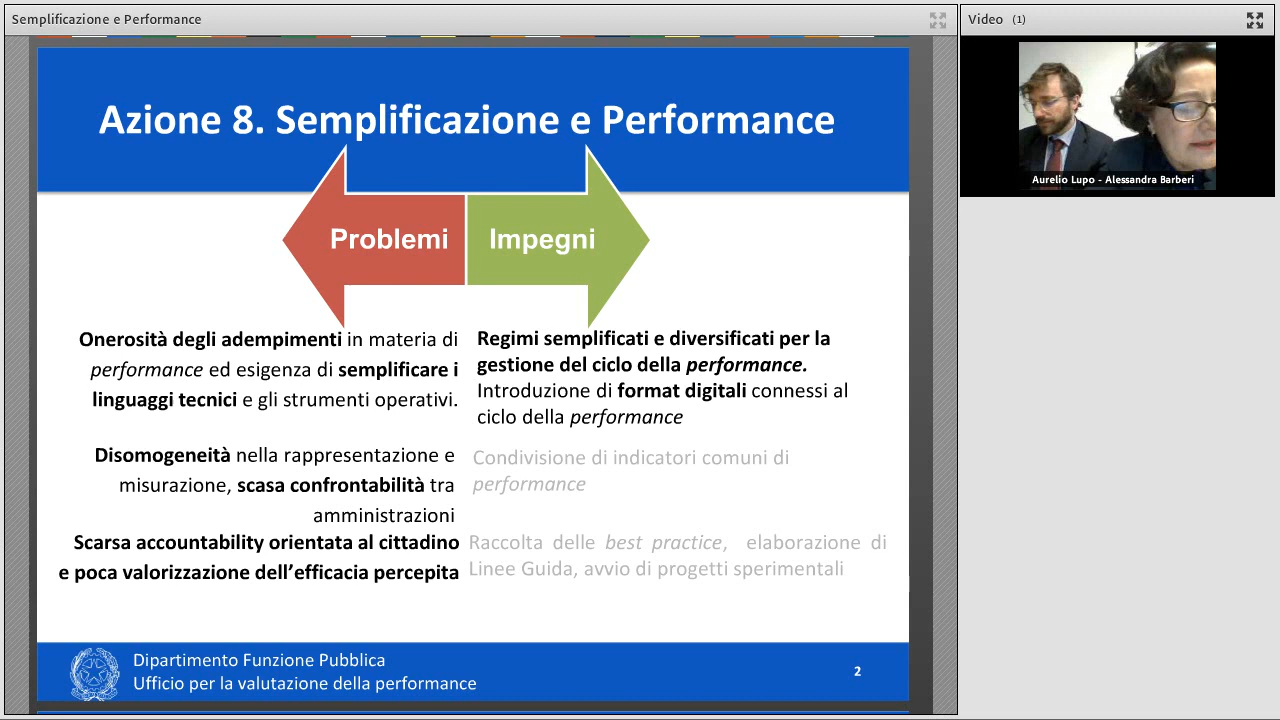 Semplificazione e Performance
Video (1)
Aurelio Lupo - Alessandra Barberi
Azione 8. Semplificazione e Performance
Problemi
Impegni
Onerosità degli adempimenti in materia di
performance ed esigenza di semplificare i
linguaggi tecnici e gli strumenti operativi.
Regimi semplificati e diversificati per la
gestione del ciclo della performance.
Introduzione di format digitali connessi al
ciclo della performance
Disomogeneità nella rappresentazione e
misurazione, scasa confrontabilità tra
amministrazioni
Condivisione di indicatori comuni di
performance
Scarsa accountability orientata al cittadino
e poca valorizzazione dell'efficacia percepita
Raccolta delle best practice, elaborazione di
Linee Guida, avvio di progetti sperimentali
Dipartimento Funzione Pubblica
Ufficio per la valutazione della performance
2